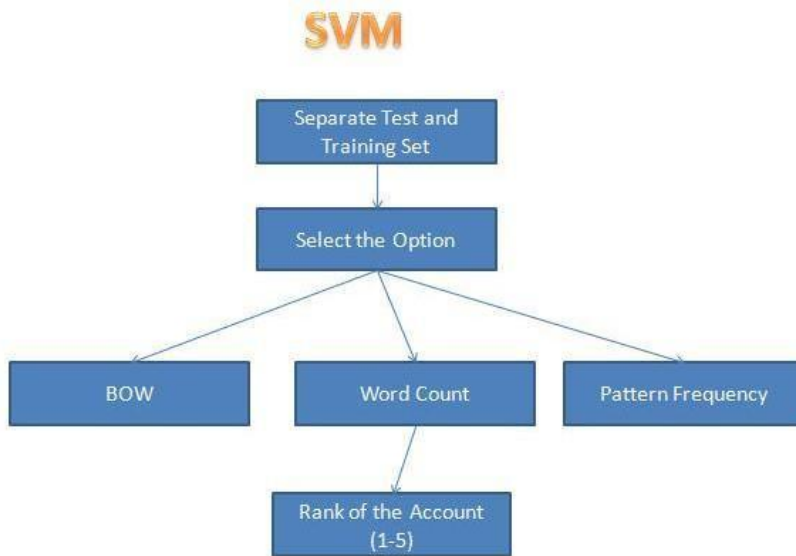 SVM
Separate Test and
Training Set
Select the Option
BOW
Word Count
Pattern Frequency
Rank of the Account
(1-5)